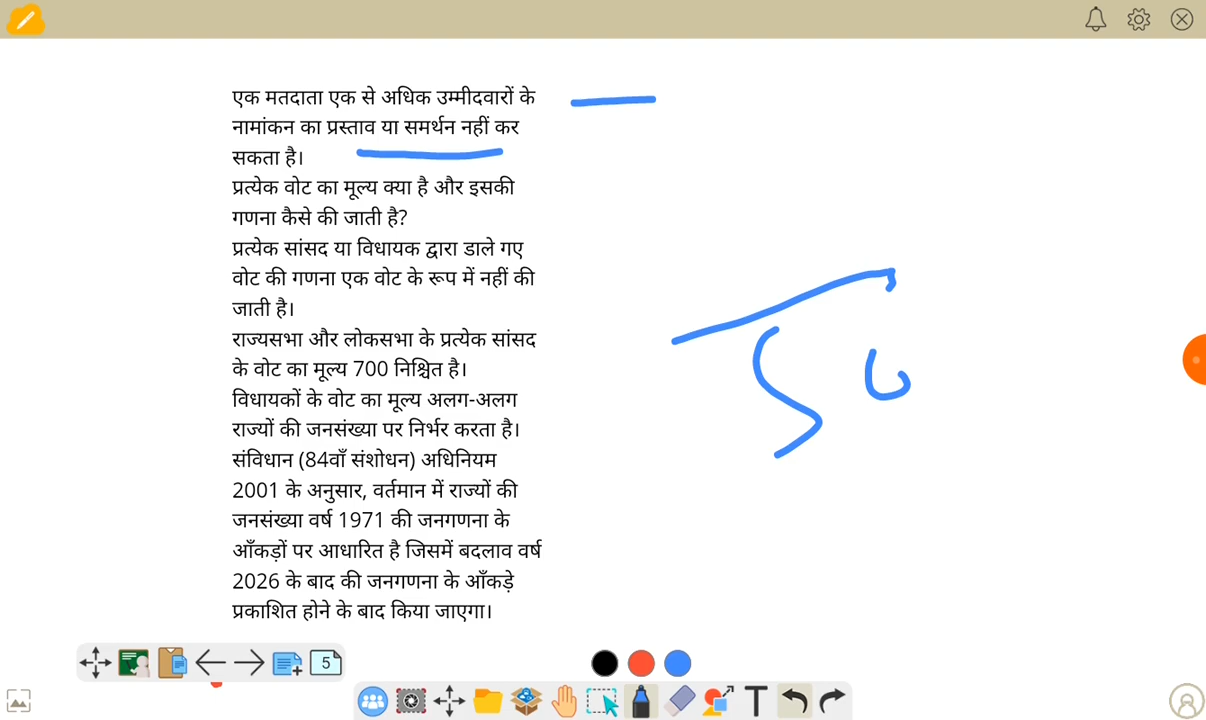 एक मतदाता एक से अधिक उम्मीदवारों के
नामांकन का प्रस्ताव या समर्थन नहीं कर
सकता है।
प्रत्येक वोट का मूल्य क्या है और इसकी
गणना कैसे की जाती है?
प्रत्येक सांसद या विधायक द्वारा डाले गए
वोट की गणना एक वोट के रूप में नहीं की
जाती है।
राज्यसभा और लोकसभा के प्रत्येक सांसद
के वोट का मूल्य 700 निश्चित है।
विधायकों के वोट का मूल्य अलग-अलग
राज्यों की जनसंख्या पर निर्भर करता है।
संविधान (84वाँ संशोधन) अधिनियम
2001 के अनुसार, वर्तमान में राज्यों की
जनसंख्या वर्ष 1971 की जनगणना के
आँकड़ों पर आधारित है जिसमें बदलाव वर्ष
2026 के बाद की जनगणना के आँकड़े
प्रकाशित होने के बाद किया जाएगा।
5
T